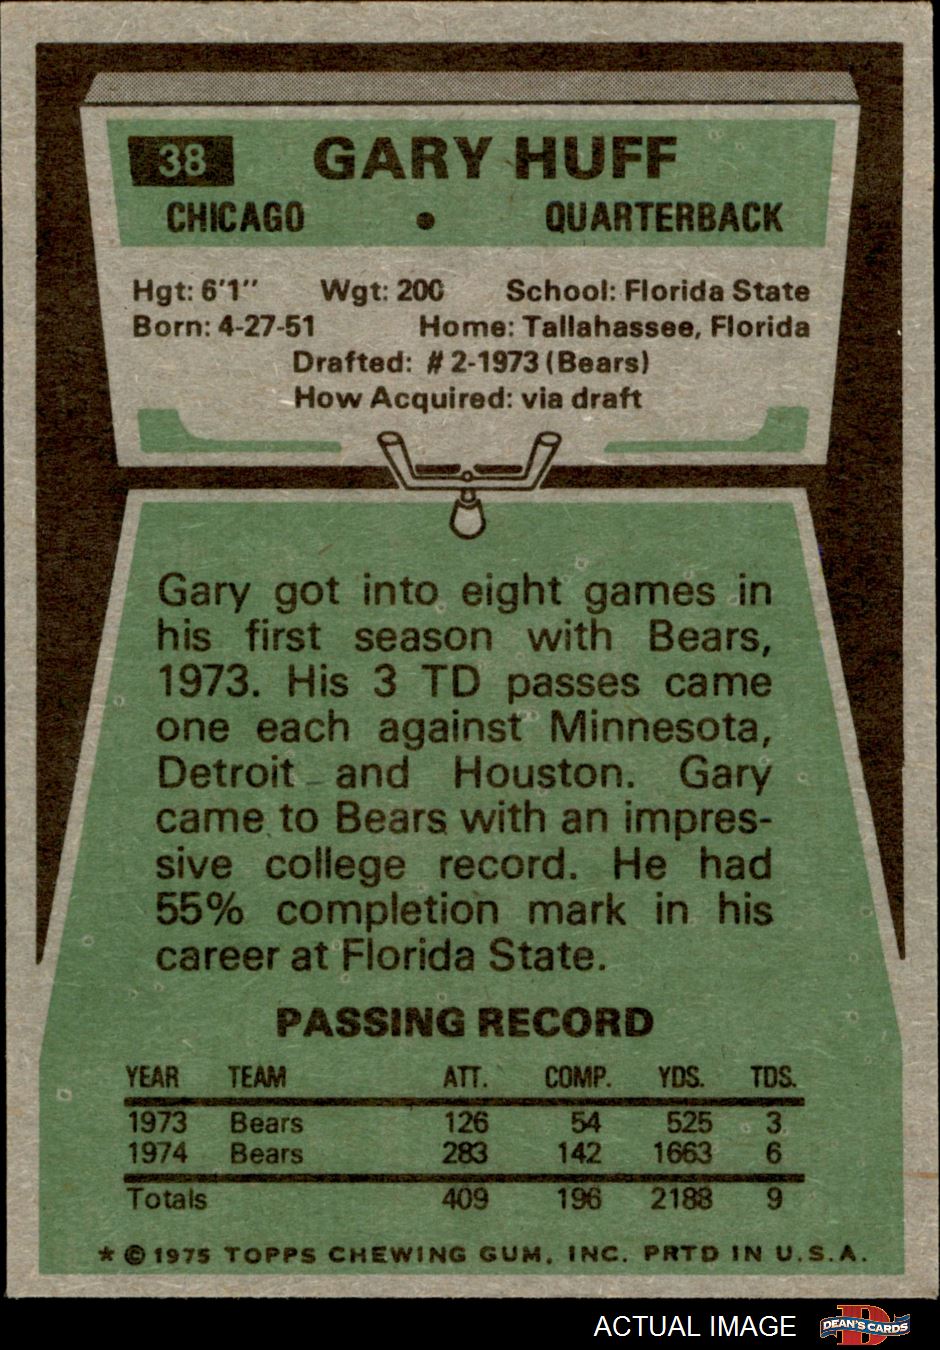 38 GARY HUFF
CHICAGO • QUARTERBACK
Hgt: 6'1" Wgt: 200 School: Florida State
Born: 4-27-51 Home: Tallahassee, Florida
Drafted: #2-1973 (Bears)
How Acquired: via draft
Gary got into eight games in
his first season with Bears,
1973. His 3 TD passes came
one each against Minnesota,
Detroit and Houston. Gary
came to Bears with an impres-
sive college record. He had
55% completion mark in his
career at Florida State.
PASSING RECORD
YEAR TEAM ATT. COMP. YDS. TDS.
1973 Bears 126 54 525 3
1974 Bears 283 142 1663 6
Totals 409 196 2188 9
* © 1975 TOPPS CHEWING GUM, INC. PRTD IN U.S.A.
ACTUAL IMAGE D DEAN'S CARDS